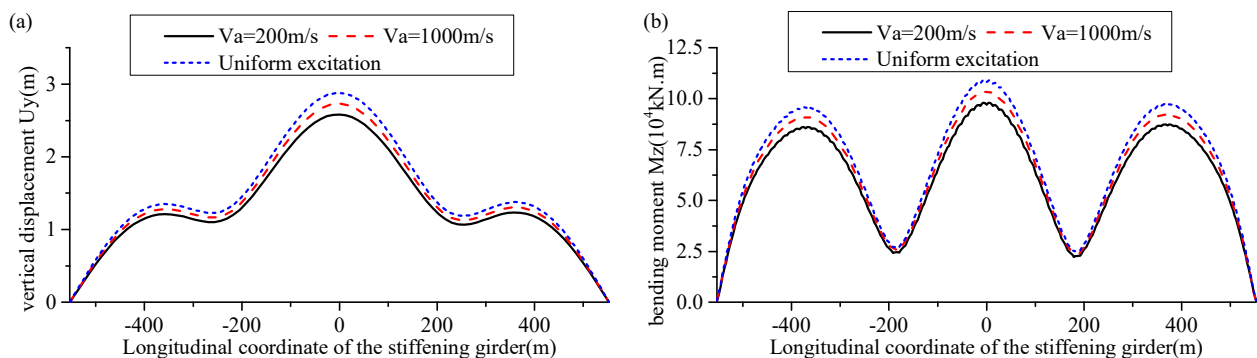 (a)
Va=200m/s Va=1000m/s
Uniform excitation
vertical displacement Uy(m)
3
2
1
0
-400 -200 0 200 400
Longitudinal coordinate of the stiffening girder(m)
(b)
Va=200m/s Va=1000m/s
Uniform excitation
bending moment Mz(10⁴kN.m)
12.5
10.0
7.5
5.0
2.5
0.0
-400 -200 0 200 400
Longitudinal coordinate of the stiffening girder(m)